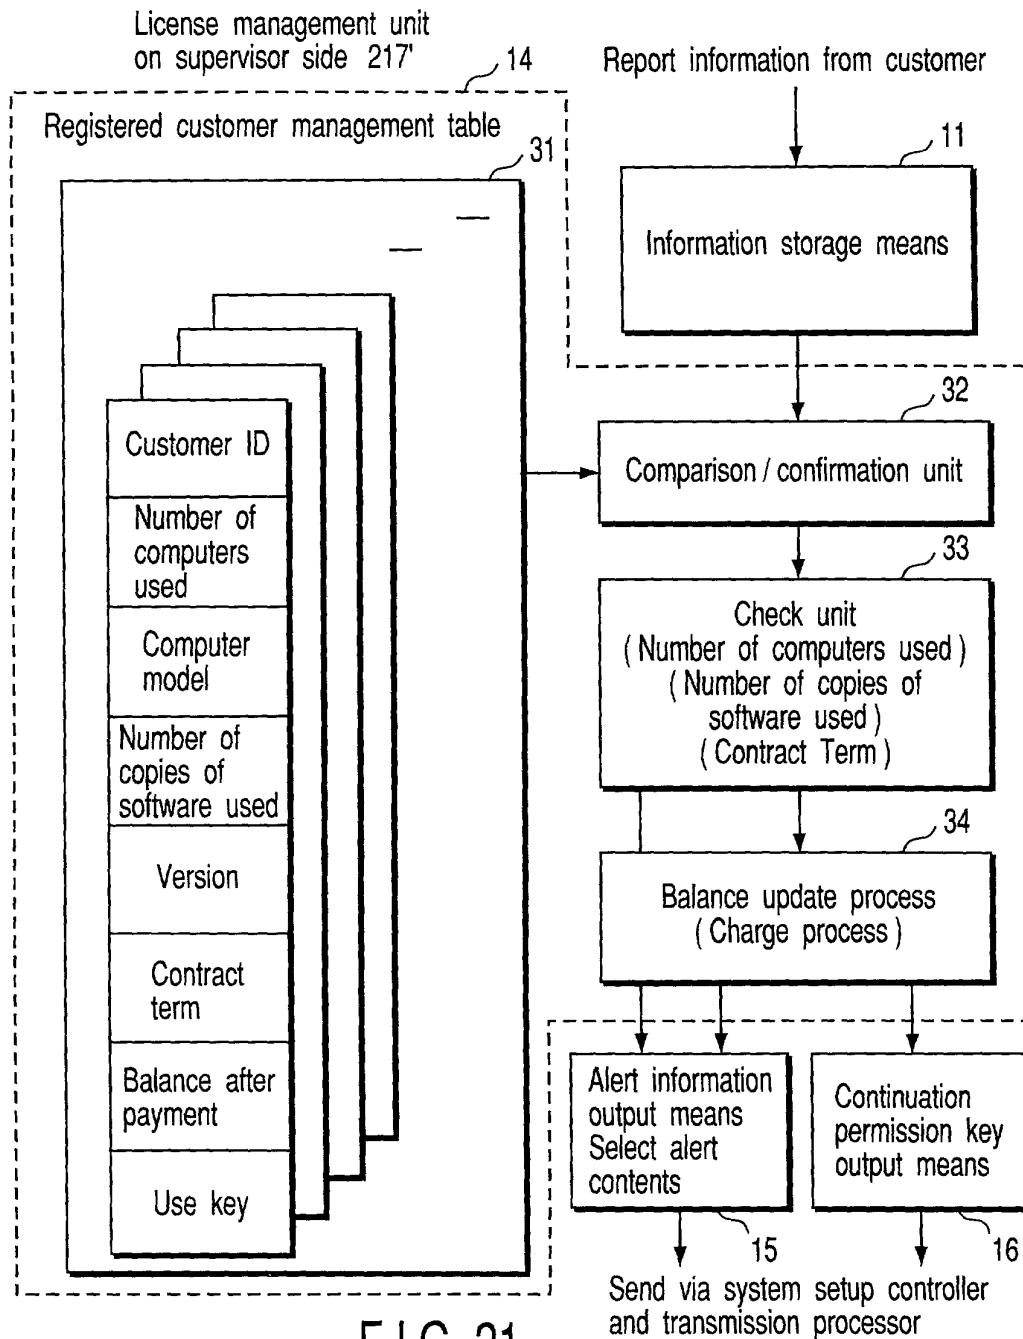 License management unit
on supervisor side 217'
14
Registered customer management table
31
Customer ID
Number of
computers
used
Computer
model
Number of
copies of
software used
Version
Contract
term
Balance after
payment
Use key
Report information from customer
11
Information storage means
32
Comparison / confirmation unit
33
Check unit
( Number of computers used )
( Number of copies of
software used )
( Contract Term )
34
Balance update process
( Charge process )
Alert information
output means
Select alert
contents
15
Continuation
permission key
output means
16
Send via system setup controller
and transmission processor
FIG. 21